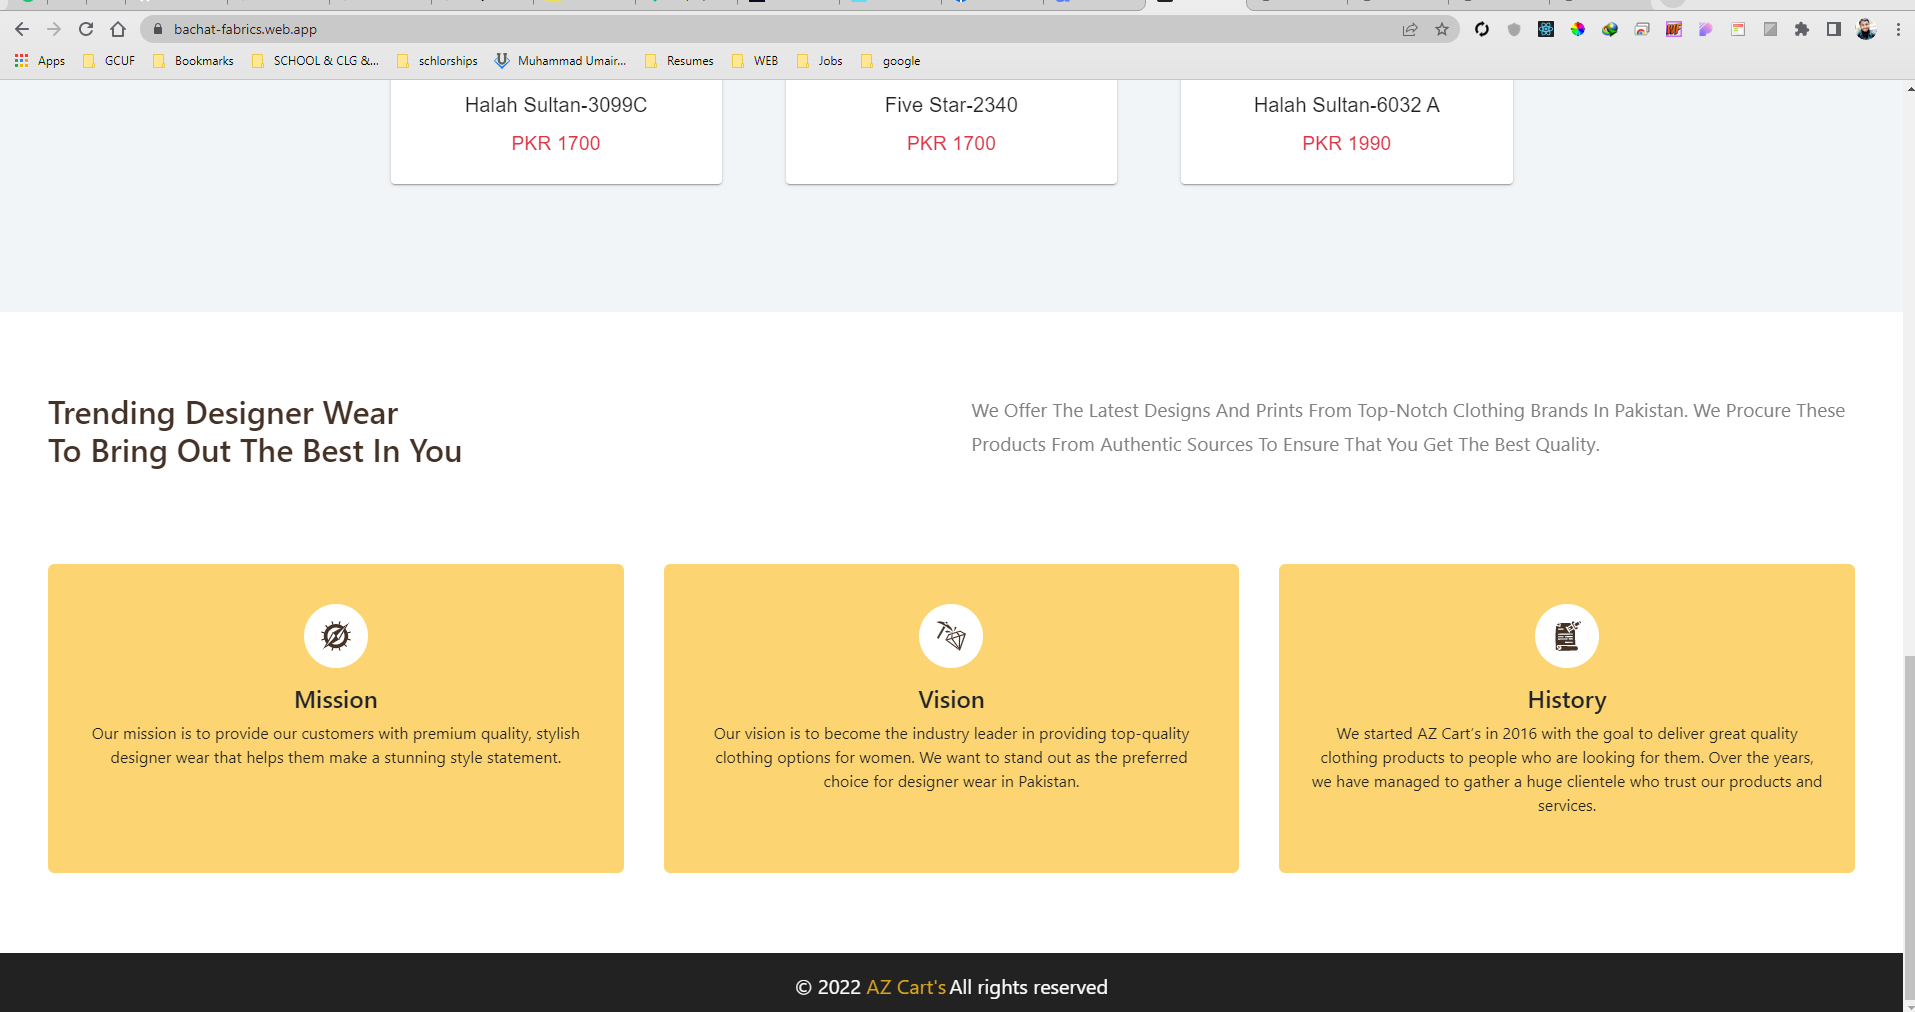 bachat-fabrics.web.app
Apps GCUF Bookmarks SCHOOL & CLG &... schlorships Muhammad Umair... Resumes WEB Jobs google
Halah Sultan-3099C Five Star-2340 Halah Sultan-6032 A
PKR 1700 PKR 1700 PKR 1990
Trending Designer Wear
To Bring Out The Best In You
We Offer The Latest Designs And Prints From Top-Notch Clothing Brands In Pakistan. We Procure These
Products From Authentic Sources To Ensure That You Get The Best Quality.
Mission
Our mission is to provide our customers with premium quality, stylish
designer wear that helps them make a stunning style statement.
Vision
Our vision is to become the industry leader in providing top-quality
clothing options for women. We want to stand out as the preferred
choice for designer wear in Pakistan.
History
We started AZ Cart's in 2016 with the goal to deliver great quality
clothing products to people who are looking for them. Over the years,
we have managed to gather a huge clientele who trust our products and
services.
© 2022 AZ Cart's All rights reserved